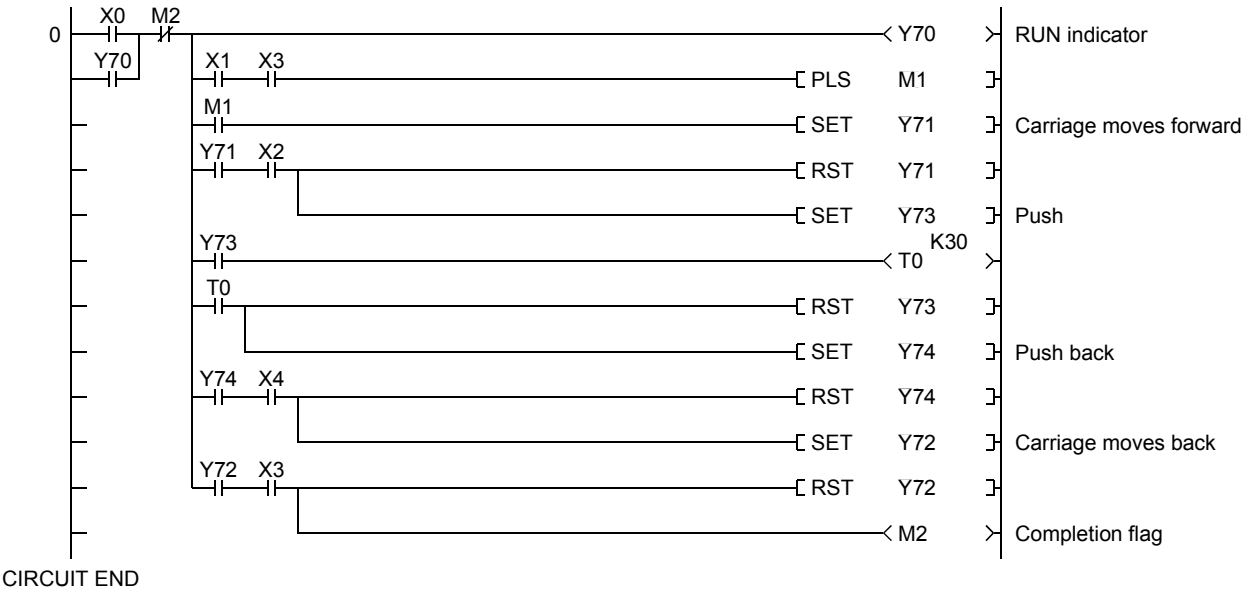 X0 M2
0 Y70 RUN indicator
Y70 X1 X3
PLS M1
M1
SET Y71 Carriage moves forward
Y71 X2
RST Y71
SET Y73 Push
Y73 K30
T0
T0
RST Y73
SET Y74 Push back
Y74 X4
RST Y74
SET Y72 Carriage moves back
Y72 X3
RST Y72
M2 Completion flag
CIRCUIT END